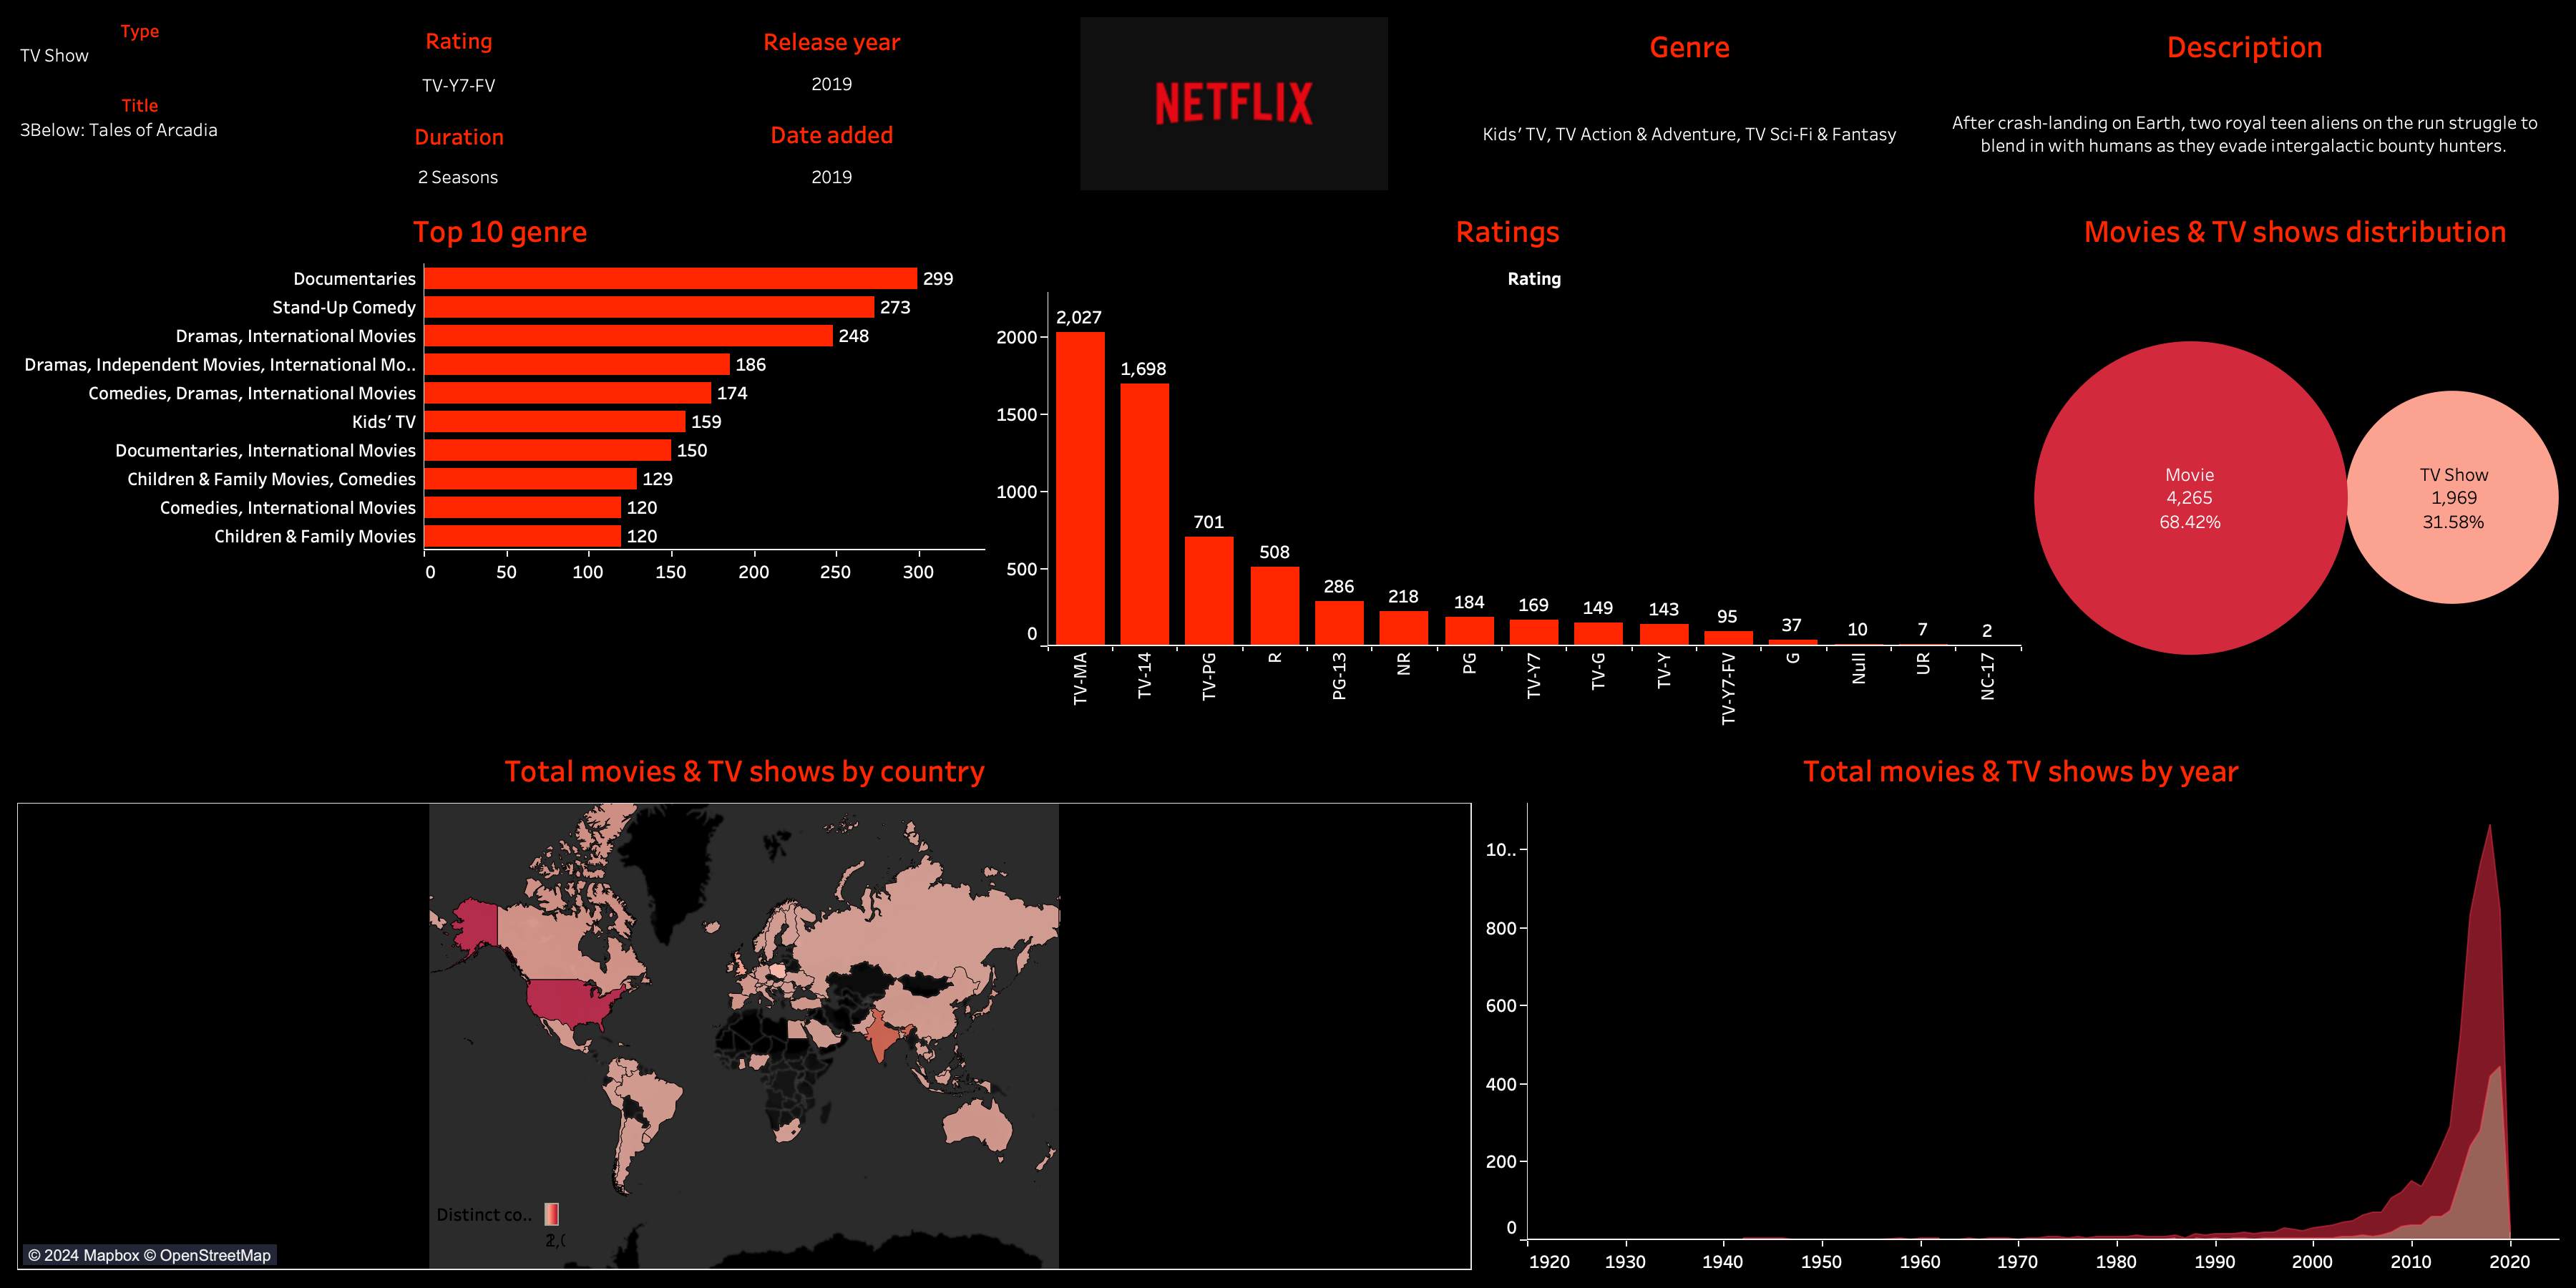 Type
TV Show
Title
3Below: Tales of Arcadia
Rating
TV-Y7-FV
Duration
2 Seasons
Release year
2019
Date added
2019
NETFLIX
Genre
Kids' TV, TV Action & Adventure, TV Sci-Fi & Fantasy
Description
After crash-landing on Earth, two royal teen aliens on the run struggle to
blend in with humans as they evade intergalactic bounty hunters.
Top 10 genre
Documentaries 299
Stand-Up Comedy 273
Dramas, International Movies 248
Dramas, Independent Movies, International Mo.. 186
Comedies, Dramas, International Movies 174
Kids' TV 159
Documentaries, International Movies 150
Children & Family Movies, Comedies 129
Comedies, International Movies 120
Children & Family Movies 120
0 50 100 150 200 250 300
Ratings
Rating
2000
1500
1000
500
0
2,027 1,698 701 508 286 218 184 169 149 143 95 37 10 7 2
TV-MA TV-14 TV-PG R PG-13 NR PG TV-Y7 TV-G TV-Y TV-Y7-FV G Null UR NC-17
Movies & TV shows distribution
Movie
4,265
68.42%
TV Show
1,969
31.58%
Total movies & TV shows by country
Distinct co..
© 2024 Mapbox © OpenStreetMap
Total movies & TV shows by year
10..
800
600
400
200
0
1920 1930 1940 1950 1960 1970 1980 1990 2000 2010 2020